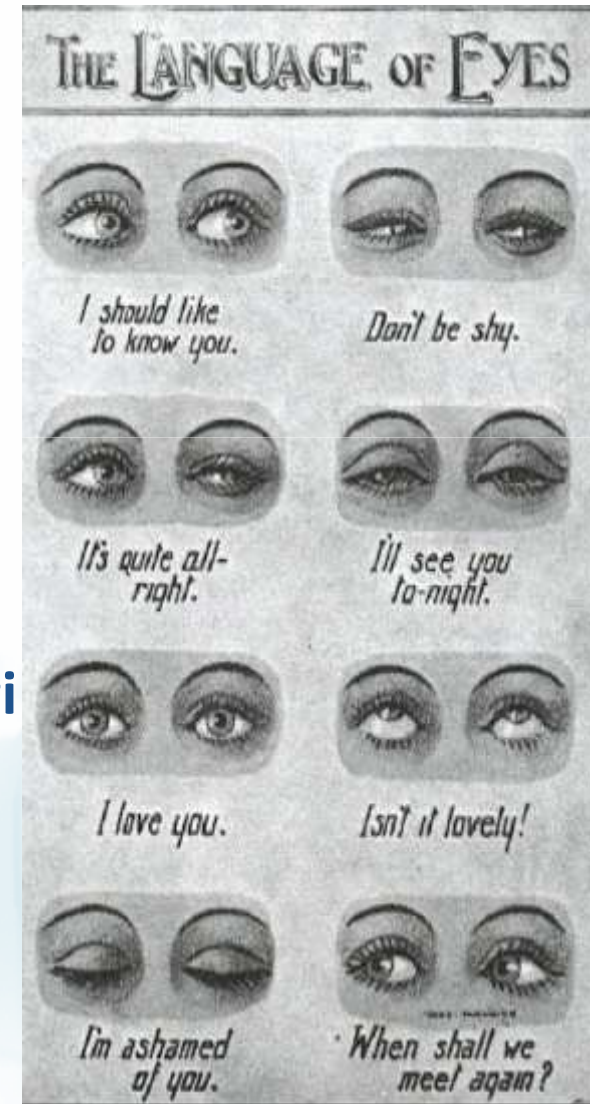 THE LANGUAGE OF EYES
I should like
to know you.
Don't be shy.
It's quite all-
right.
I'll see you
to-night.
I love you.
Isn't it lovely!
I'm ashamed
of you.
When shall we
meet again?